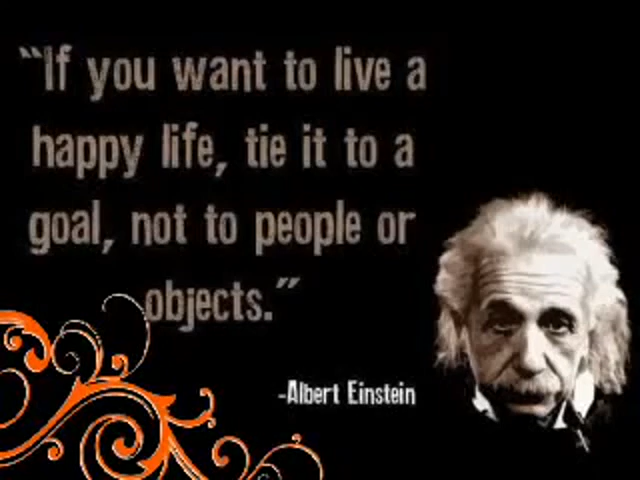 “If you want to live a
happy life, tie it to a
goal, not to people or
objects.”
-Albert Einstein